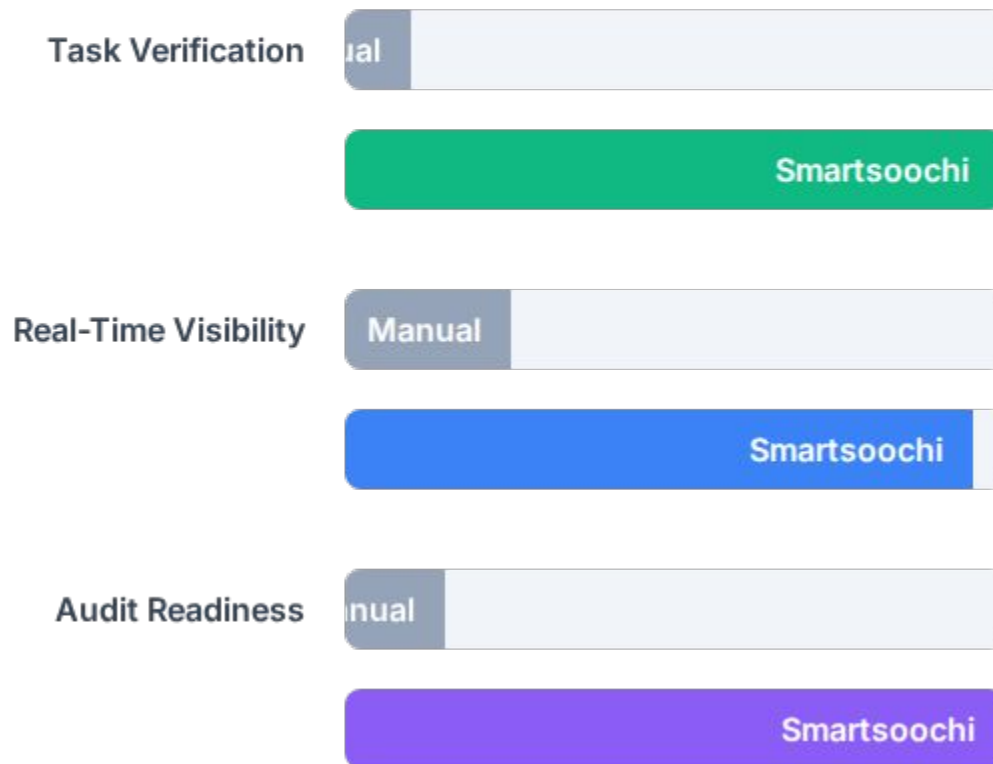 Task Verification
ual
Smartsoochi
Real-Time Visibility
Manual
Smartsoochi
Audit Readiness
nual
Smartsoochi